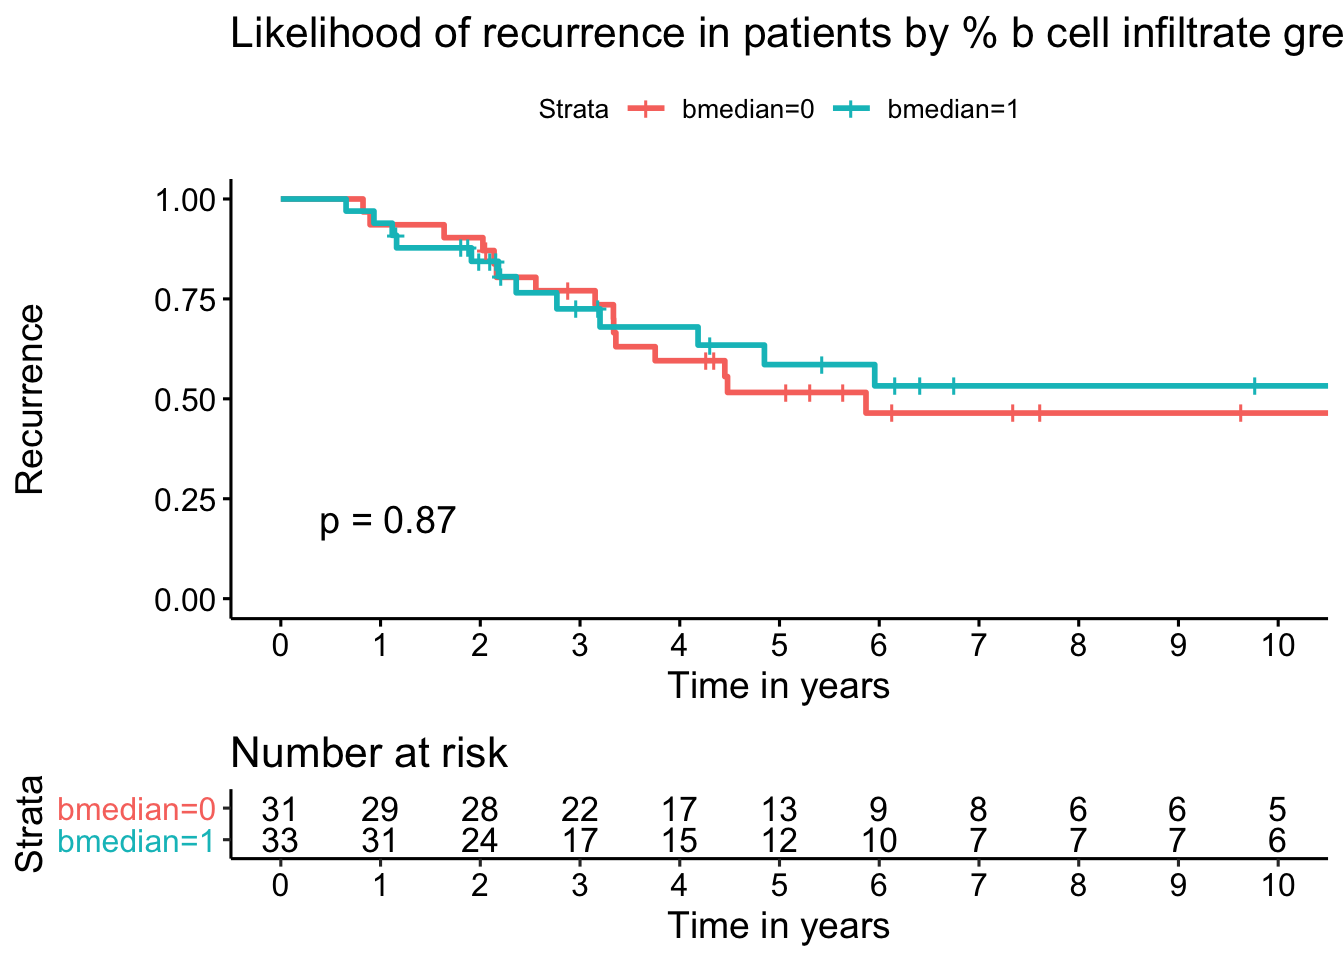 Likelihood of recurrence in patients by % b cell infiltrate gre
Strata bmedian=0 bmedian=1
Recurrence
1.00
0.75
0.50
0.25
0.00
p = 0.87
0 1 2 3 4 5 6 7 8 9 10
Time in years
Number at risk
Strata
bmedian=0 31 29 28 22 17 13 9 8 6 6 5
bmedian=1 33 31 24 17 15 12 10 7 7 7 6
0 1 2 3 4 5 6 7 8 9 10
Time in years